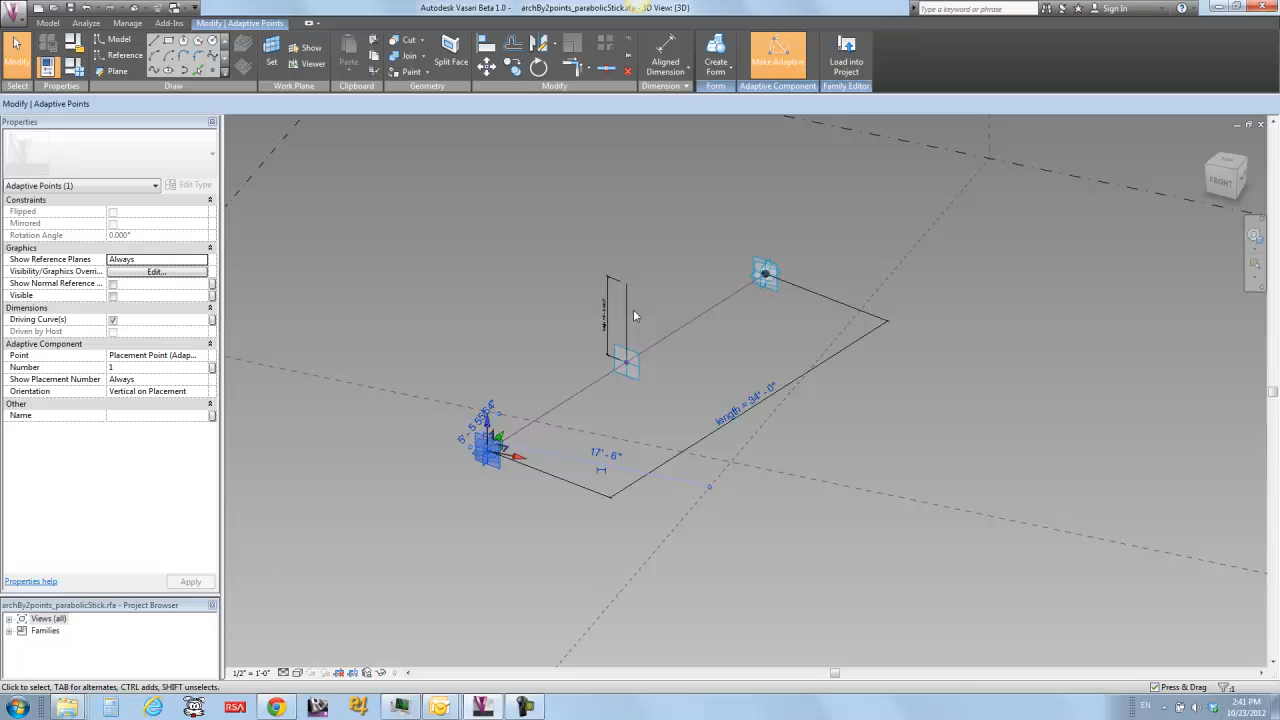 Autodesk Vasari Beta 1.0 - archBy2points_parabolicStick.rfa - 3D View: {3D}
Type a keyword or phrase
Sign In
Model
Analyze
Manage
Add-Ins
Modify | Adaptive Points
Modify
Model
Reference
Plane
Set
Show
Viewer
Paste
Cut
Join
Paint
Split Face
Aligned
Dimension
Create
Form
Make Adaptive
Load into
Project
Select
Properties
Draw
Work Plane
Clipboard
Geometry
Modify
Dimension
Form
Adaptive Component
Family Editor
Modify | Adaptive Points
Properties
Adaptive Points (1)
Edit Type
Constraints
Flipped
Mirrored
Rotation Angle 0.000°
Graphics
Show Reference Planes Always
Visibility/Graphics Overri... Edit...
Show Normal Reference ...
Visible
Dimensions
Driving Curve(s)
Driven by Host
Adaptive Component
Point Placement Point (Adap...
Number 1
Show Placement Number Always
Orientation Vertical on Placement
Other
Name
Properties help
Apply
archBy2points_parabolicStick.rfa - Project Browser
Views (all)
Families
TOP
FRONT
length = 34' - 0"
17' - 6"
1/2" = 1'-0"
Click to select, TAB for alternates, CTRL adds, SHIFT unselects.
Press & Drag
:1
RSA
EN
2:41 PM
10/23/2012